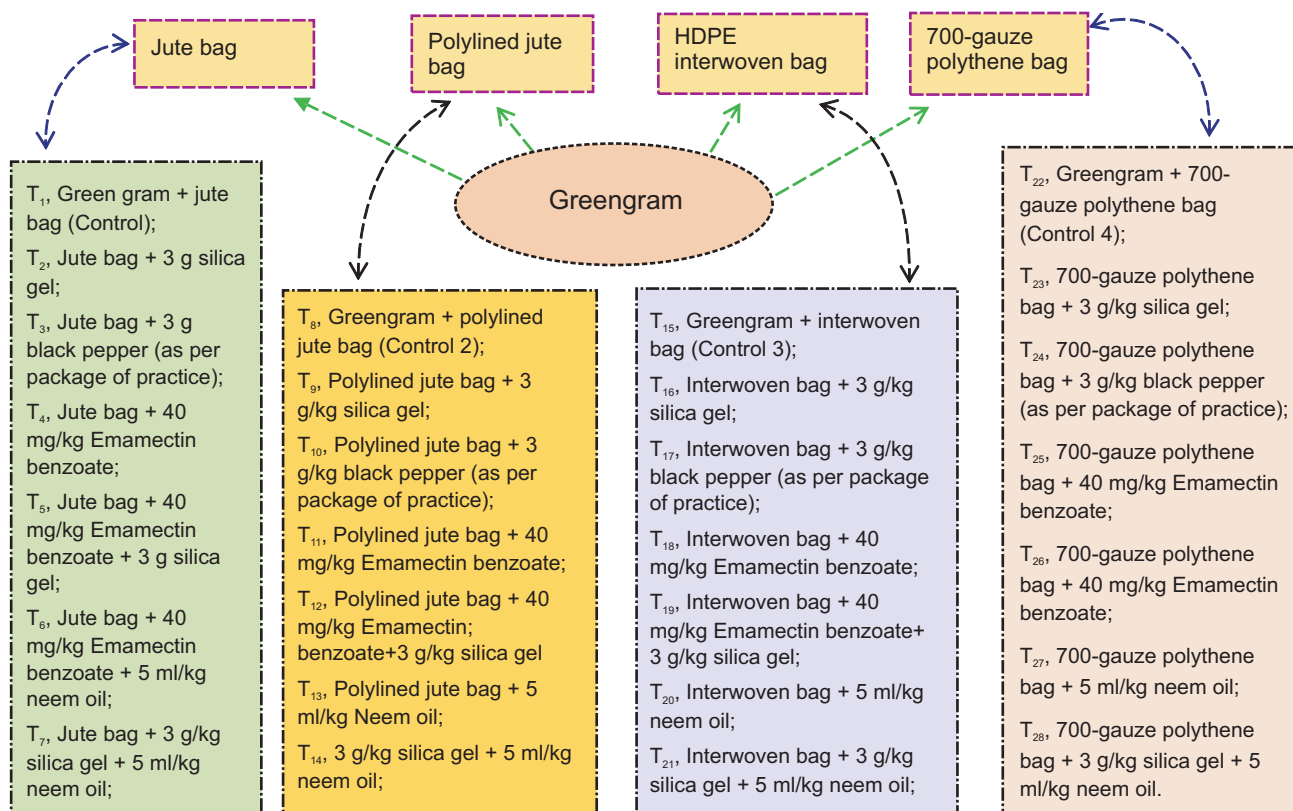 Jute bag
Polylined jute
bag
HDPE
interwoven bag
700-gauze
polythene bag
Greengram
T₁, Green gram + jute
bag (Control);
T₂, Jute bag + 3 g silica
gel;
T₃, Jute bag + 3 g
black pepper (as per
package of practice);
T₄, Jute bag + 40
mg/kg Emamectin
benzoate;
T₅, Jute bag + 40
mg/kg Emamectin
benzoate + 3 g silica
gel;
T₆, Jute bag + 40
mg/kg Emamectin
benzoate + 5 ml/kg
neem oil;
T₇, Jute bag + 3 g/kg
silica gel + 5 ml/kg
neem oil;
T₈, Greengram + polylined
jute bag (Control 2);
T₉, Polylined jute bag + 3
g/kg silica gel;
T₁₀, Polylined jute bag + 3
g/kg black pepper (as per
package of practice);
T₁₁, Polylined jute bag + 40
mg/kg Emamectin benzoate;
T₁₂, Polylined jute bag + 40
mg/kg Emamectin;
benzoate+3 g/kg silica gel
T₁₃, Polylined jute bag + 5
ml/kg Neem oil;
T₁₄, 3 g/kg silica gel + 5 ml/kg
neem oil;
T₁₅, Greengram + interwoven
bag (Control 3);
T₁₆, Interwoven bag + 3 g/kg
silica gel;
T₁₇, Interwoven bag + 3 g/kg
black pepper (as per package
of practice);
T₁₈, Interwoven bag + 40
mg/kg Emamectin benzoate;
T₁₉, Interwoven bag + 40
mg/kg Emamectin benzoate+
3 g/kg silica gel;
T₂₀, Interwoven bag + 5 ml/kg
neem oil;
T₂₁, Interwoven bag + 3 g/kg
silica gel + 5 ml/kg neem oil;
T₂₂, Greengram + 700-
gauze polythene bag
(Control 4);
T₂₃, 700-gauze polythene
bag + 3 g/kg silica gel;
T₂₄, 700-gauze polythene
bag + 3 g/kg black pepper
(as per package of practice);
T₂₅, 700-gauze polythene
bag + 40 mg/kg Emamectin
benzoate;
T₂₆, 700-gauze polythene
bag + 40 mg/kg Emamectin
benzoate;
T₂₇, 700-gauze polythene
bag + 5 ml/kg neem oil;
T₂₈, 700-gauze polythene
bag + 3 g/kg silica gel + 5
ml/kg neem oil.